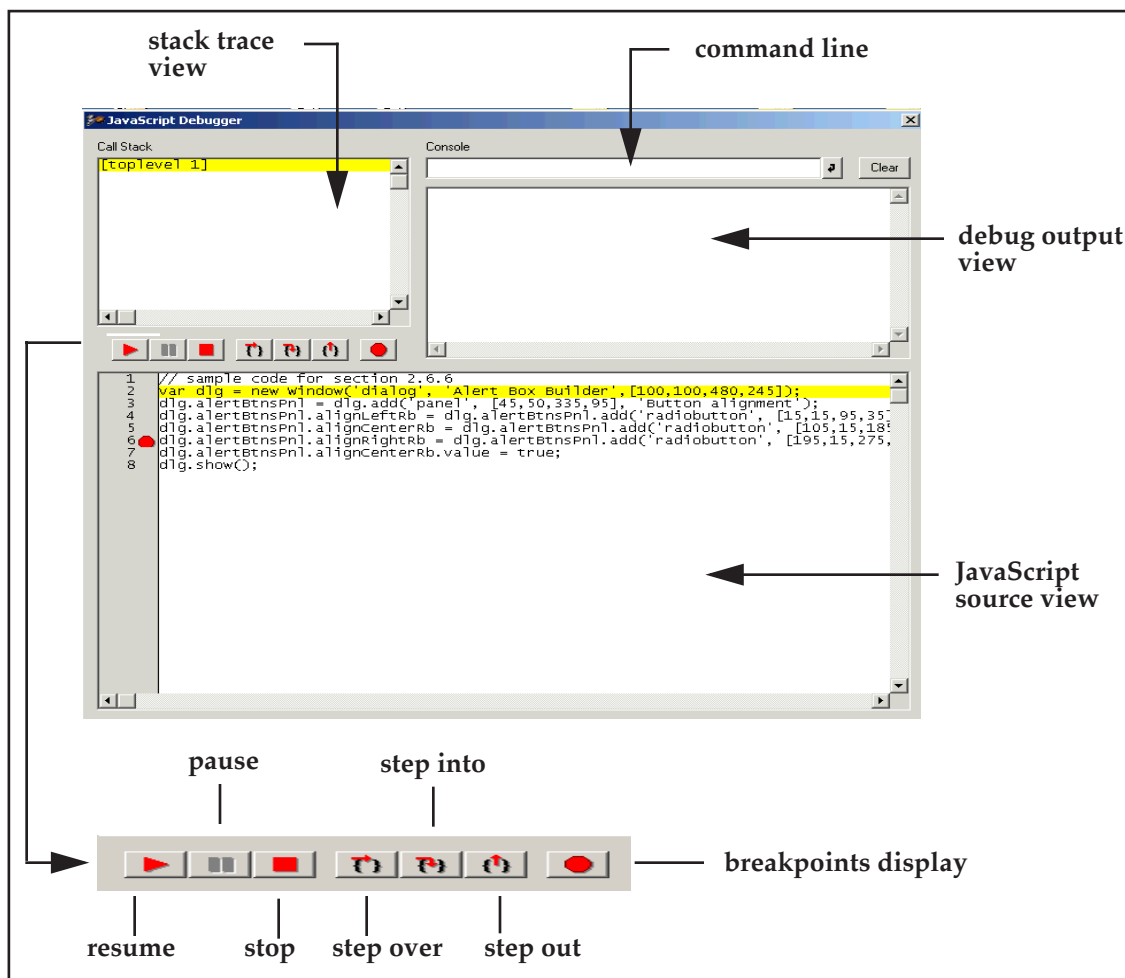 stack trace
view
command line
JavaScript Debugger
Call Stack
Console
[toplevel 1]
Clear
debug output
view
1 // sample code for section 2.6.6
2 var dlg = new Window('dialog', 'Alert Box Builder',[100,100,480,245]);
3 dlg.alertBtnsPnl = dlg.add('panel', [45,50,335,95], 'Button alignment');
4 dlg.alertBtnsPnl.alignLeftRb = dlg.alertBtnsPnl.add('radiobutton', [15,15,95,35]
5 dlg.alertBtnsPnl.alignCenterRb = dlg.alertBtnsPnl.add('radiobutton', [105,15,185
6 dlg.alertBtnsPnl.alignRightRb = dlg.alertBtnsPnl.add('radiobutton', [195,15,275,
7 dlg.alertBtnsPnl.alignCenterRb.value = true;
8 dlg.show();
JavaScript
source view
pause
step into
breakpoints display
resume
stop
step over
step out